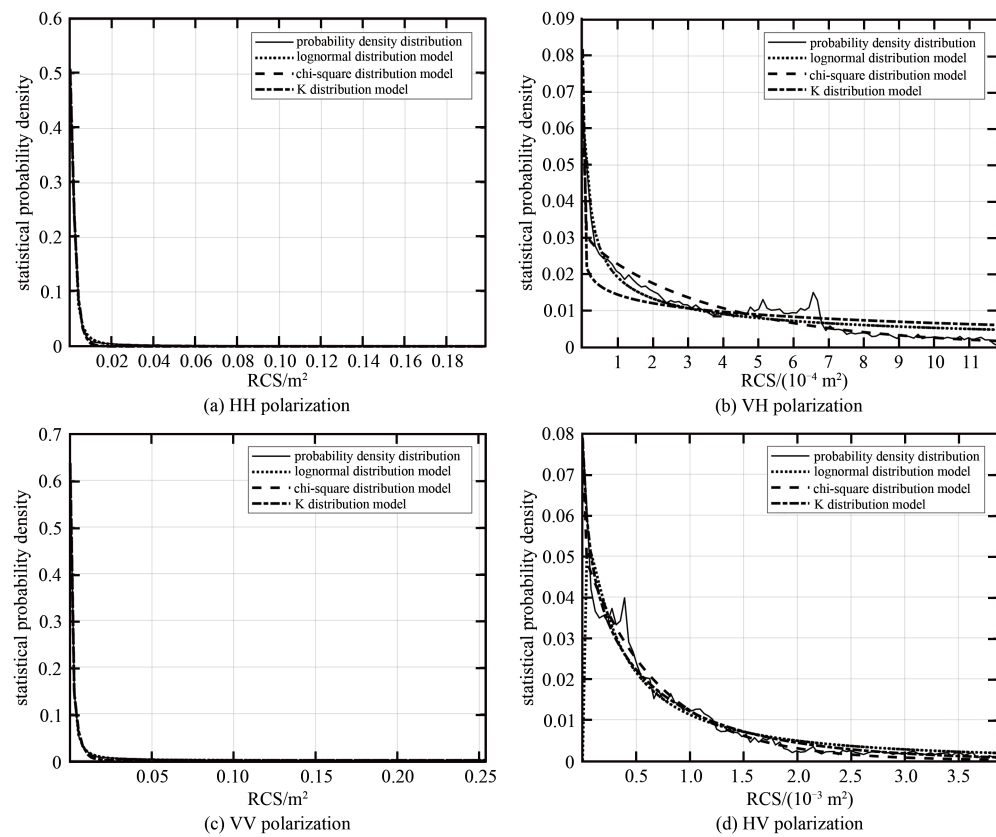 0.6
0.5
0.4
0.3
0.2
0.1
0
statistical probability density
probability density distribution
lognormal distribution model
chi-square distribution model
K distribution model
0.02 0.04 0.06 0.08 0.10 0.12 0.14 0.16 0.18
RCS/m²
(a) HH polarization
0.09
0.08
0.07
0.06
0.05
0.04
0.03
0.02
0.01
0
statistical probability density
probability density distribution
lognormal distribution model
chi-square distribution model
K distribution model
1 2 3 4 5 6 7 8 9 10 11
RCS/(10⁻⁴ m²)
(b) VH polarization
0.7
0.6
0.5
0.4
0.3
0.2
0.1
0
statistical probability density
probability density distribution
lognormal distribution model
chi-square distribution model
K distribution model
0.05 0.10 0.15 0.20 0.25
RCS/m²
(c) VV polarization
0.08
0.07
0.06
0.05
0.04
0.03
0.02
0.01
0
statistical probability density
probability density distribution
lognormal distribution model
chi-square distribution model
K distribution model
0.5 1.0 1.5 2.0 2.5 3.0 3.5
RCS/(10⁻³ m²)
(d) HV polarization